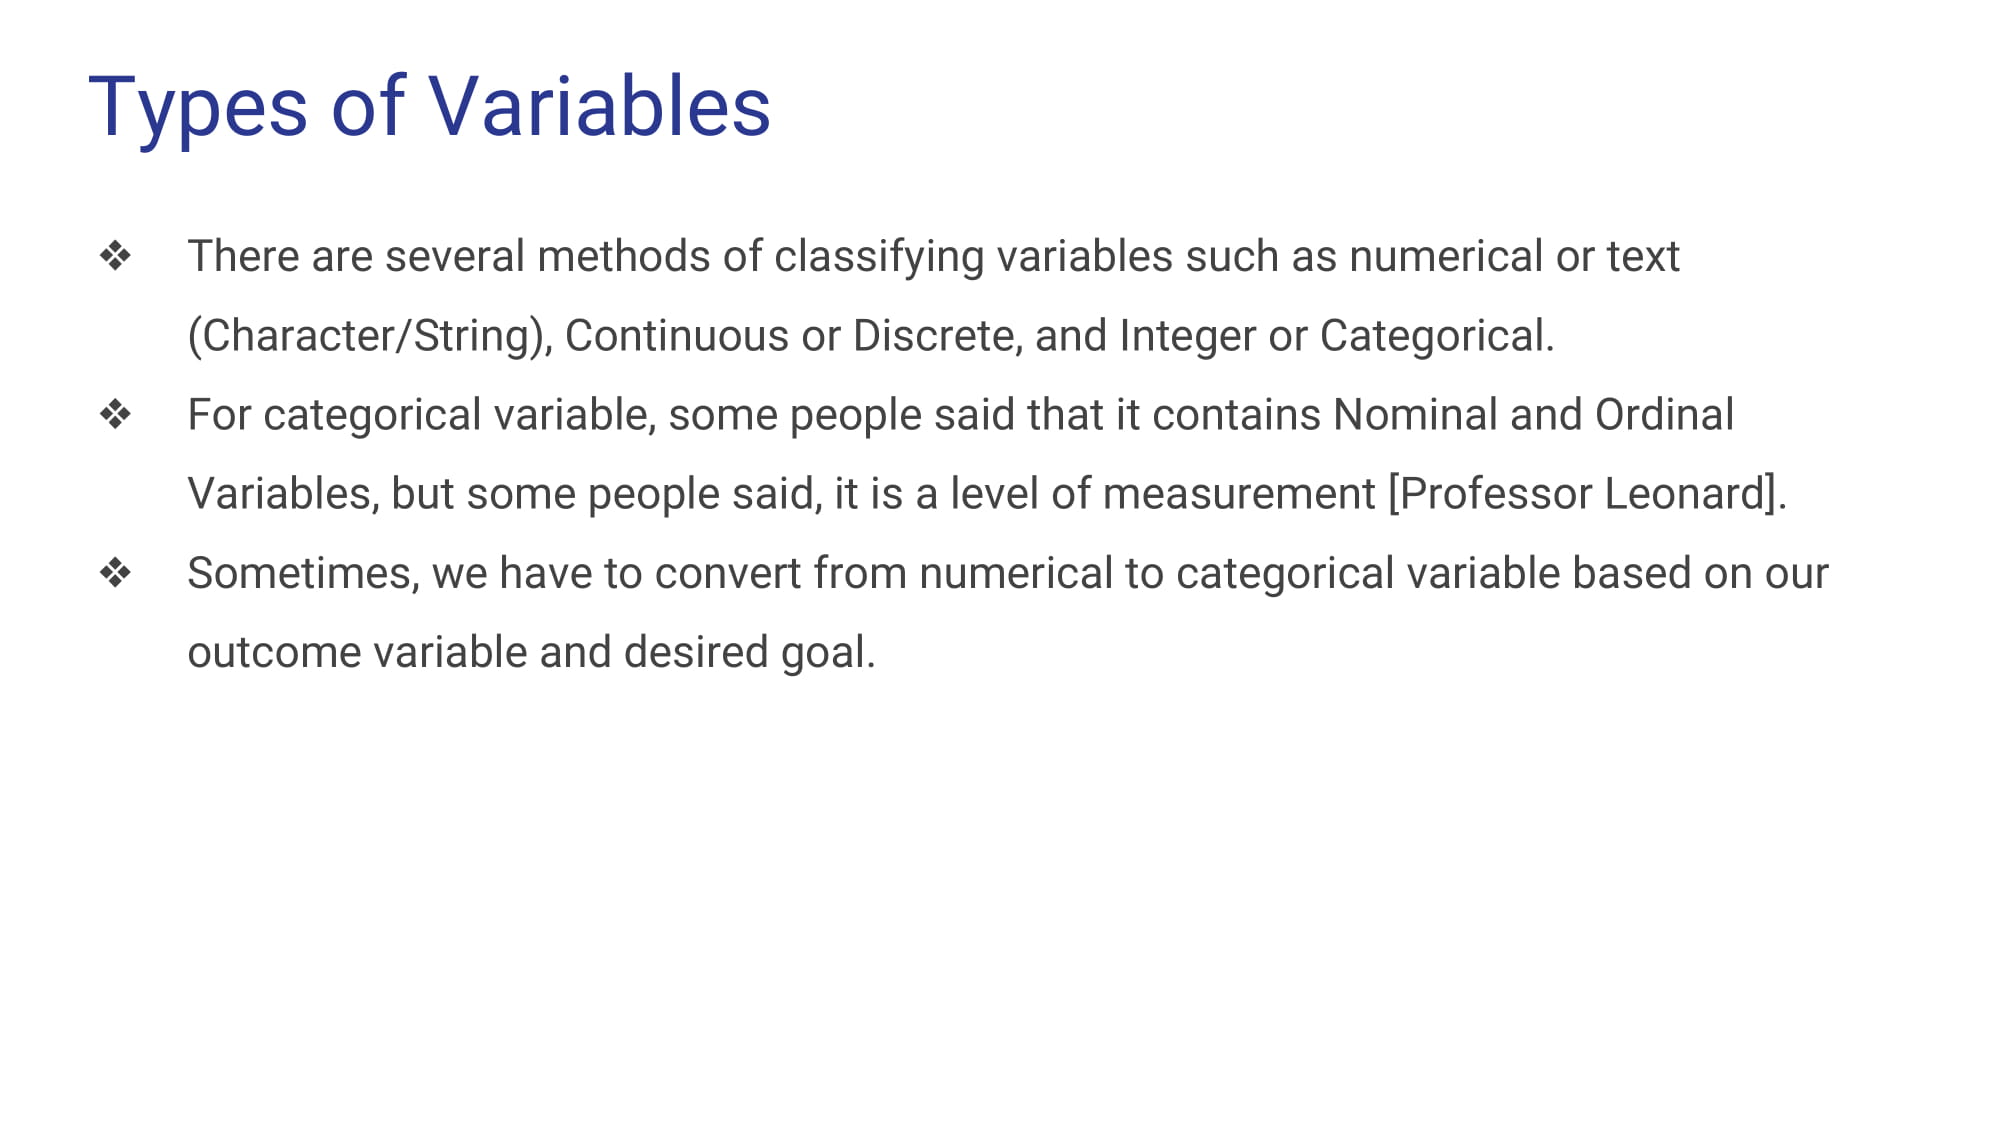 Types of Variables
❖ There are several methods of classifying variables such as numerical or text
(Character/String), Continuous or Discrete, and Integer or Categorical.
❖ For categorical variable, some people said that it contains Nominal and Ordinal
Variables, but some people said, it is a level of measurement [Professor Leonard].
❖ Sometimes, we have to convert from numerical to categorical variable based on our
outcome variable and desired goal.